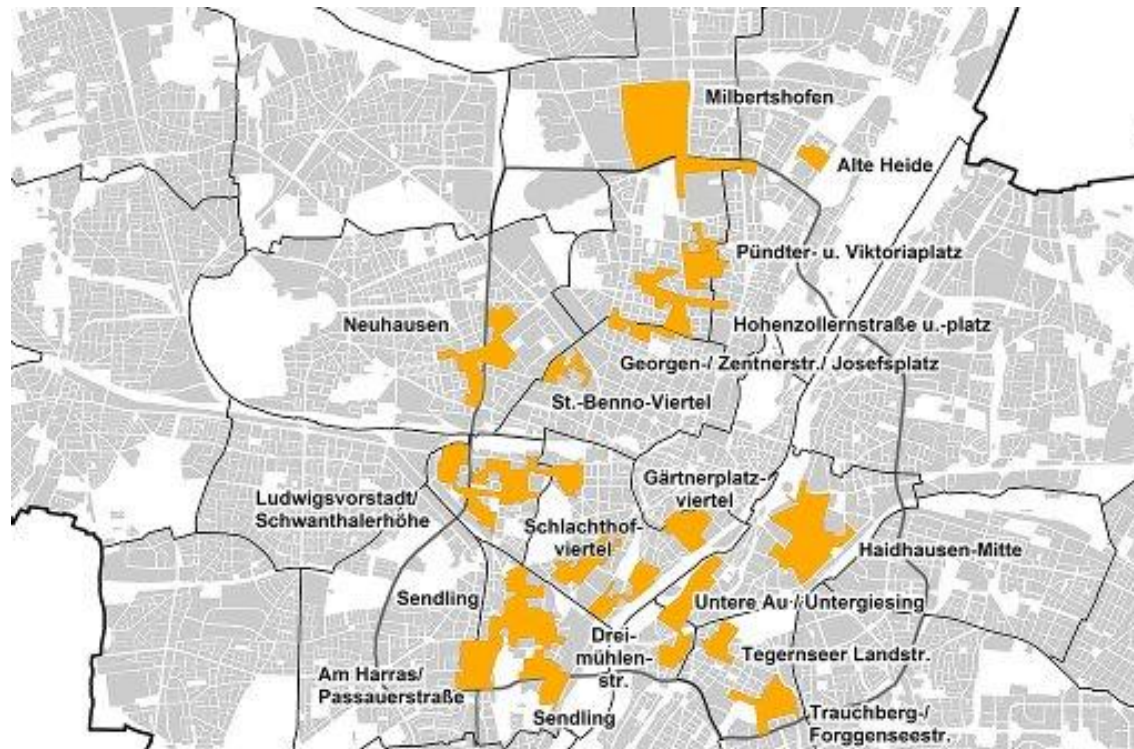 Milbertshofen
Alte Heide
Pündter- u. Viktoriaplatz
Neuhausen
Hohenzollernstraße u.-platz
Georgen-/ Zentnerstr./ Josefsplatz
St.-Benno-Viertel
Gärtnerplatz-
viertel
Ludwigsvorstadt/
Schwanthalerhöhe
Schlachthof-
viertel
Haidhausen-Mitte
Sendling
Untere Au / Untergiesing
Drei-
mühlen-
str.
Tegernseer Landstr.
Am Harras/
Passauerstraße
Sendling
Trauchberg-/
Forggenseestr.